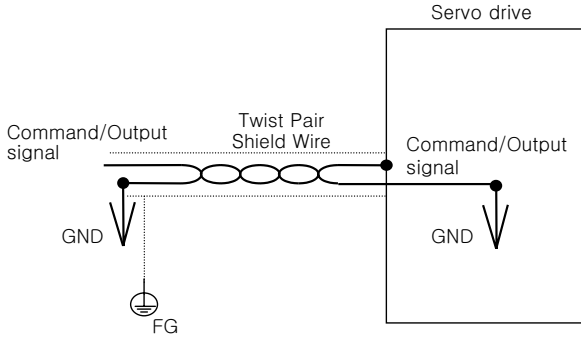 Servo drive
Twist Pair
Shield Wire
Command/Output
signal
Command/Output
signal
GND
GND
FG